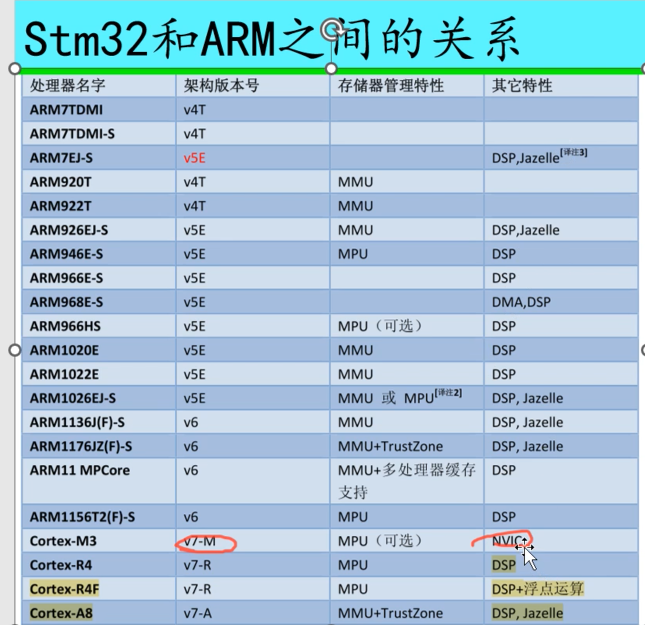 Stm32和ARM之间的关系
处理器名字 架构版本号 存储器管理特性 其它特性
ARM7TDMI v4T
ARM7TDMI-S v4T
ARM7EJ-S v5E DSP,Jazelle[译注3]
ARM920T v4T MMU
ARM922T v4T MMU
ARM926EJ-S v5E MMU DSP,Jazelle
ARM946E-S v5E MPU DSP
ARM966E-S v5E DSP
ARM968E-S v5E DMA,DSP
ARM966HS v5E MPU（可选） DSP
ARM1020E v5E MMU DSP
ARM1022E v5E MMU DSP
ARM1026EJ-S v5E MMU 或 MPU[译注2] DSP, Jazelle
ARM1136J(F)-S v6 MMU DSP, Jazelle
ARM1176JZ(F)-S v6 MMU+TrustZone DSP, Jazelle
ARM11 MPCore v6 MMU+多处理器缓存 DSP
支持
ARM1156T2(F)-S v6 MPU DSP
Cortex-M3 v7-M MPU（可选） NVIC
Cortex-R4 v7-R MPU DSP
Cortex-R4F v7-R MPU DSP+浮点运算
Cortex-A8 v7-A MMU+TrustZone DSP, Jazelle